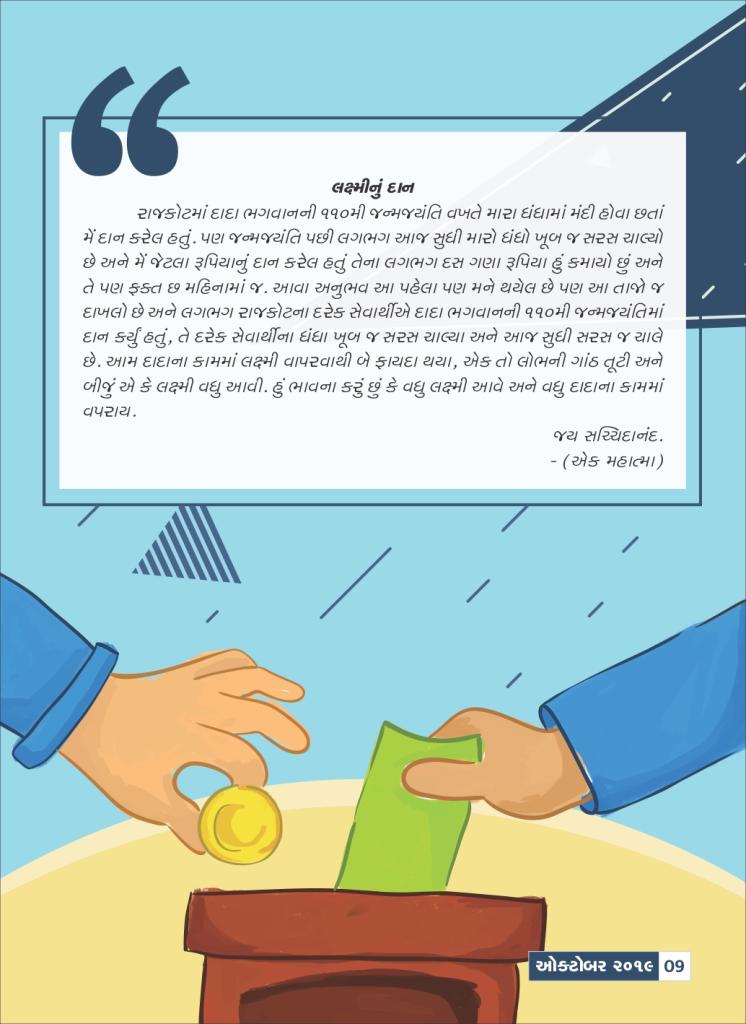 લક્ષ્મીનું દાન
રાજકોટમાં દાદા ભગવાનની ૧૧૦મી જન્મજયંતિ વખતે મારા ધંધામાં મંદી હોવા છતાં
મેં દાન કરેલ હતું. પણ જન્મજયંતિ પછી લગભગ આજ સુધી મારો ધંધો ખૂબ જ સરસ ચાલ્યો
છે અને મેં જેટલા રૂપિયાનું દાન કરેલ હતું તેના લગભગ દસ ગણા રૂપિયા હું કમાયો છું અને
તે પણ ફક્ત છ મહિનામાં જ. આવા અનુભવ આ પહેલા પણ મને થયેલ છે પણ આ તાજો જ
દાખલો છે અને લગભગ રાજકોટના દરેક સેવાર્થીએ દાદા ભગવાનની ૧૧૦મી જન્મજયંતિમાં
દાન કર્યું હતું, તે દરેક સેવાર્થીના ધંધા ખૂબ જ સરસ ચાલ્યા અને આજ સુધી સરસ જ ચાલે
છે. આમ દાદાના કામમાં લક્ષ્મી વાપરવાથી બે ફાયદા થયા, એક તો લોભની ગાંઠ તૂટી અને
બીજું એ કે લક્ષ્મી વધુ આવી. હું ભાવના કરું છું કે વધુ લક્ષ્મી આવે અને વધુ દાદાના કામમાં
વપરાય.
જય સચ્ચિદાનંદ.
- (એક મહાત્મા)
ઓક્ટોબર ૨૦૧૯ 09